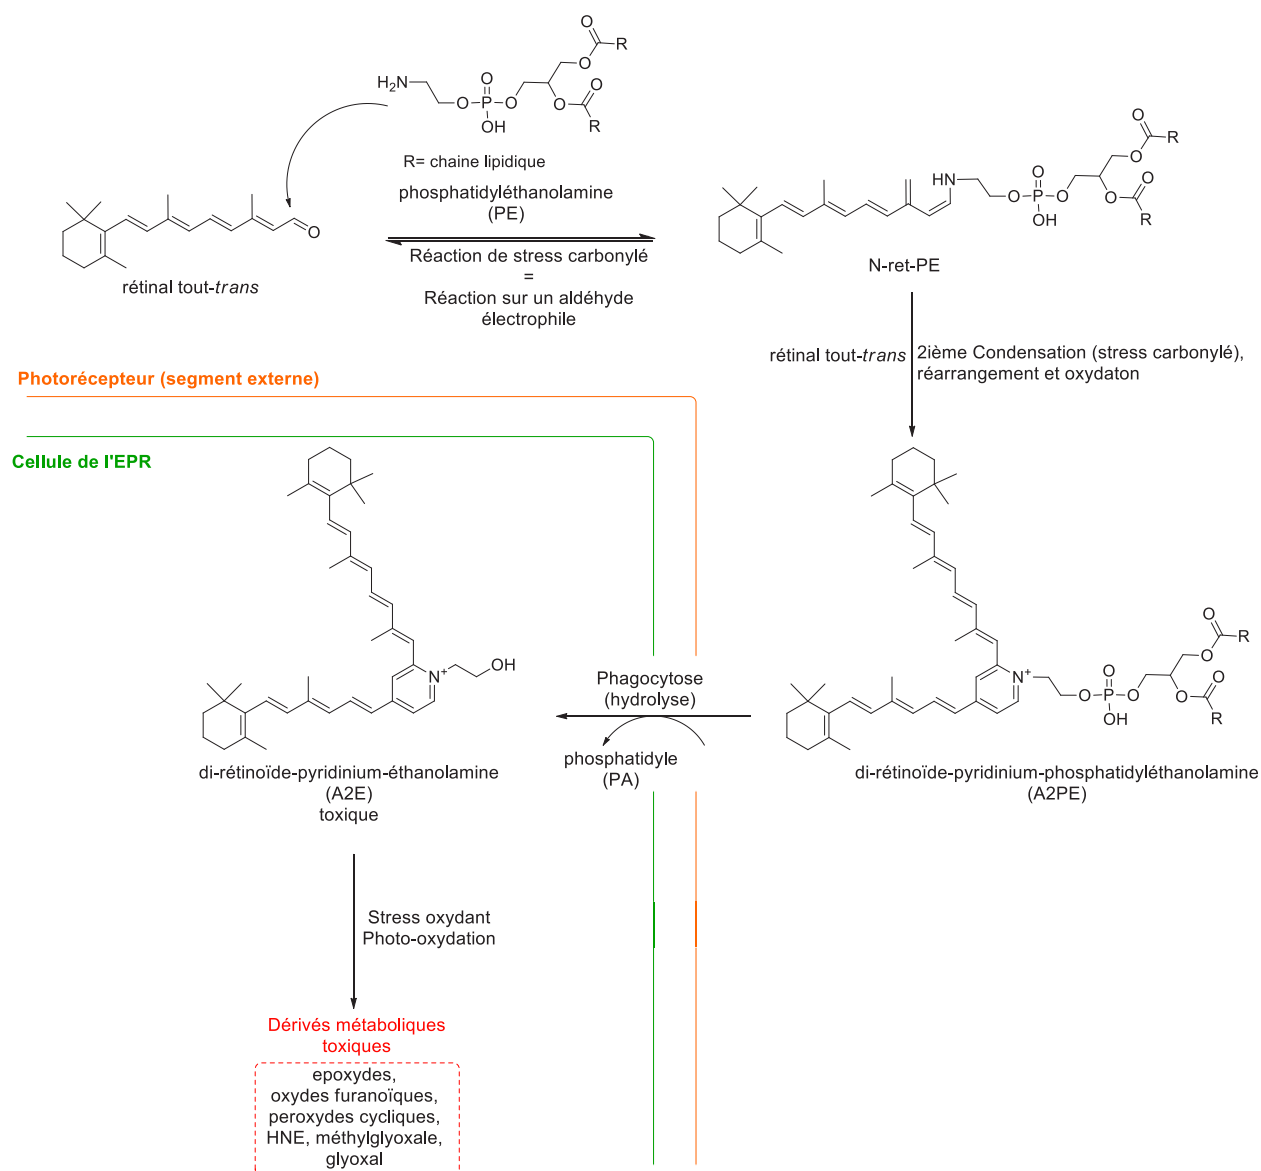 O
O
R
H₂N
O
O
O
P
O
O
OH
R
R= chaine lipidique
phosphatidyléthanolamine
(PE)
O
rétinal tout-trans
Réaction de stress carbonylé
=
Réaction sur un aldéhyde
électrophile
O
R
O
HN
O
O
O
P
O
O
OH
R
N-ret-PE
rétinal tout-trans
2ième Condensation (stress carbonylé),
réarrangement et oxydaton
Photorécepteur (segment externe)
Cellule de l'EPR
N+
OH
di-rétinoïde-pyridinium-éthanolamine
(A2E)
toxique
Phagocytose
(hydrolyse)
phosphatidyle
(PA)
O
R
O
N+
O
O
O
P
O
O
OH
R
di-rétinoïde-pyridinium-phosphatidyléthanolamine
(A2PE)
Stress oxydant
Photo-oxydation
Dérivés métaboliques
toxiques
epoxydes,
oxydes furanoïques,
peroxydes cycliques,
HNE, méthylglyoxale,
glyoxal